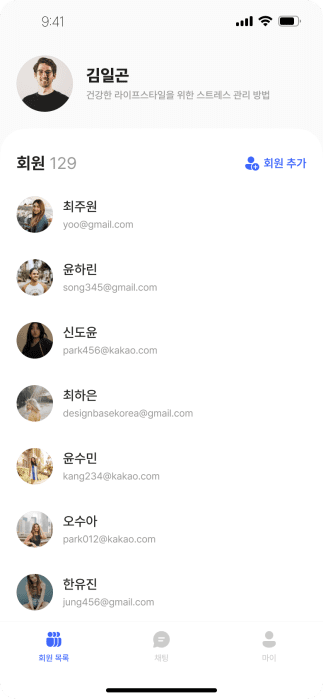 9:41
김일곤
건강한 라이프스타일을 위한 스트레스 관리 방법
회원 129
회원 추가
최주원
yoo@gmail.com
윤하린
song345@gmail.com
신도윤
park456@kakao.com
최하은
designbasekorea@gmail.com
윤수민
kang234@kakao.com
오수아
park012@kakao.com
한유진
jung456@gmail.com
회원 목록
채팅
마이